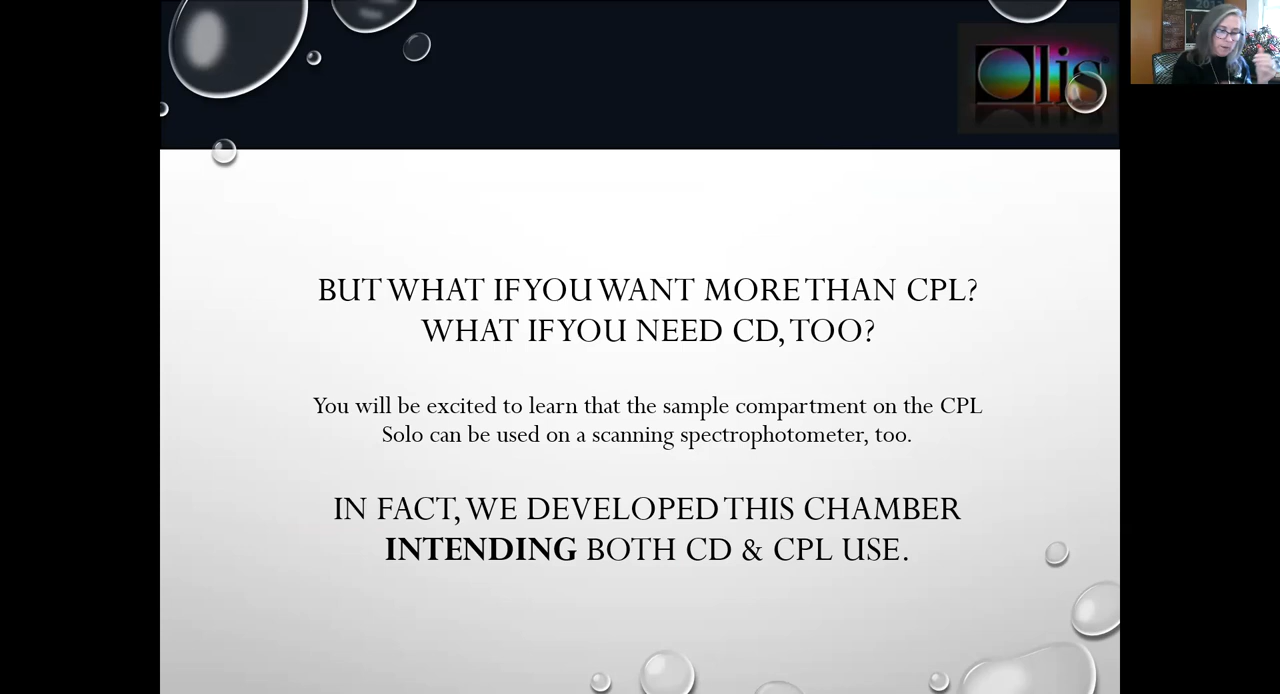 Olis
BUT WHAT IF YOU WANT MORE THAN CPL?
WHAT IF YOU NEED CD, TOO?
You will be excited to learn that the sample compartment on the CPL
Solo can be used on a scanning spectrophotometer, too.
IN FACT, WE DEVELOPED THIS CHAMBER
INTENDING BOTH CD & CPL USE.